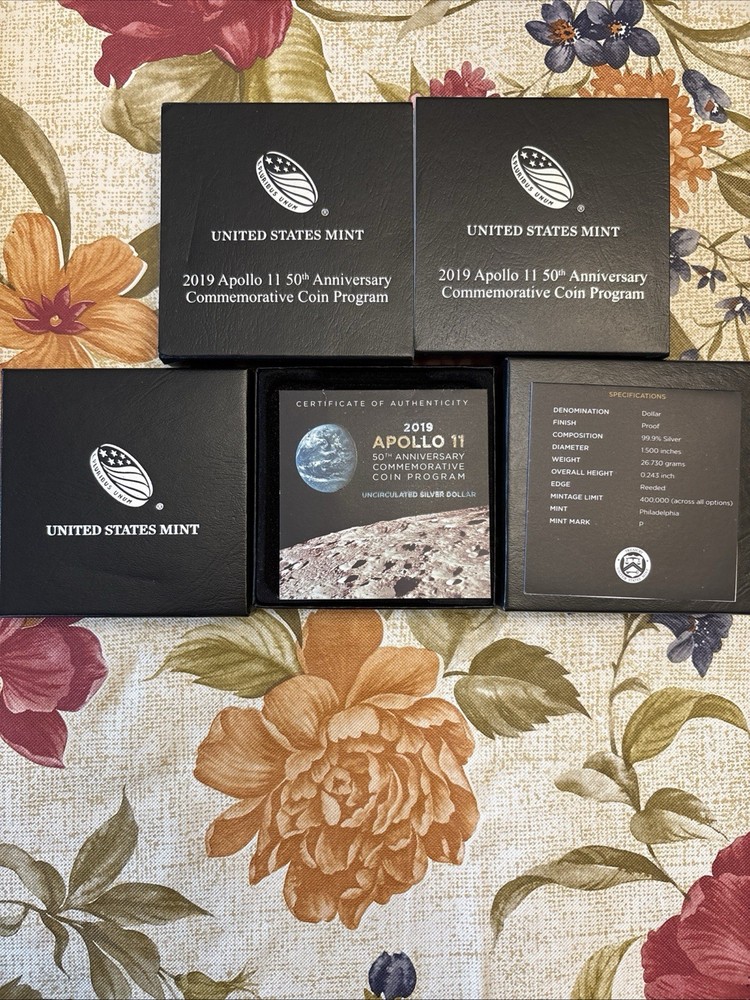 E PLURIBUS UNUM
®
UNITED STATES MINT
2019 Apollo 11 50th Anniversary
Commemorative Coin Program
E PLURIBUS UNUM
®
UNITED STATES MINT
2019 Apollo 11 50th Anniversary
Commemorative Coin Program
E PLURIBUS UNUM
®
UNITED STATES MINT
CERTIFICATE OF AUTHENTICITY
2019
APOLLO 11
50TH ANNIVERSARY
COMMEMORATIVE
COIN PROGRAM
UNCIRCULATED SILVER DOLLAR
SPECIFICATIONS
DENOMINATION Dollar
FINISH Proof
COMPOSITION 99.9% Silver
DIAMETER 1.500 inches
WEIGHT 26.730 grams
OVERALL HEIGHT 0.243 inch
EDGE Reeded
MINTAGE LIMIT 400,000 (across all options)
MINT Philadelphia
MINT MARK P